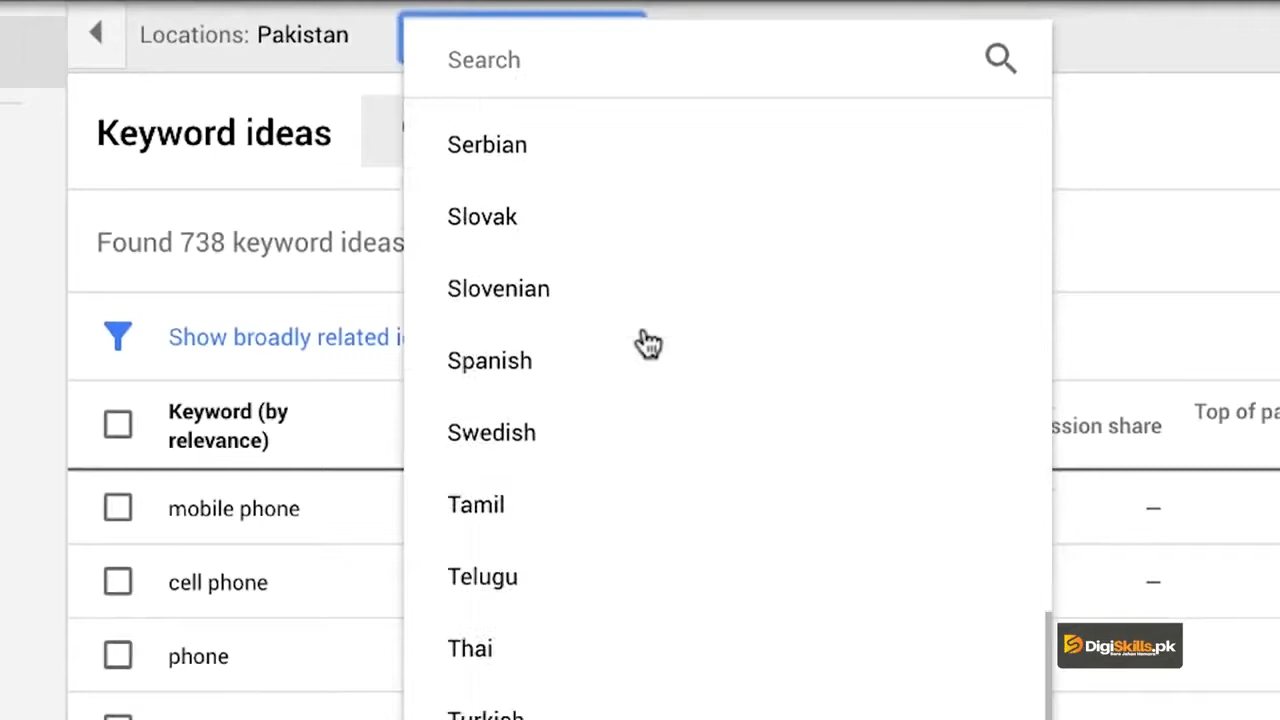 Locations: Pakistan
Search
Keyword ideas
Serbian
Slovak
Found 738 keyword ideas
Slovenian
Show broadly related i
Spanish
Keyword (by
relevance)
Swedish
ssion share
Top of pa
mobile phone
Tamil
cell phone
Telugu
phone
Thai
DigiSkills.pk
Turkish